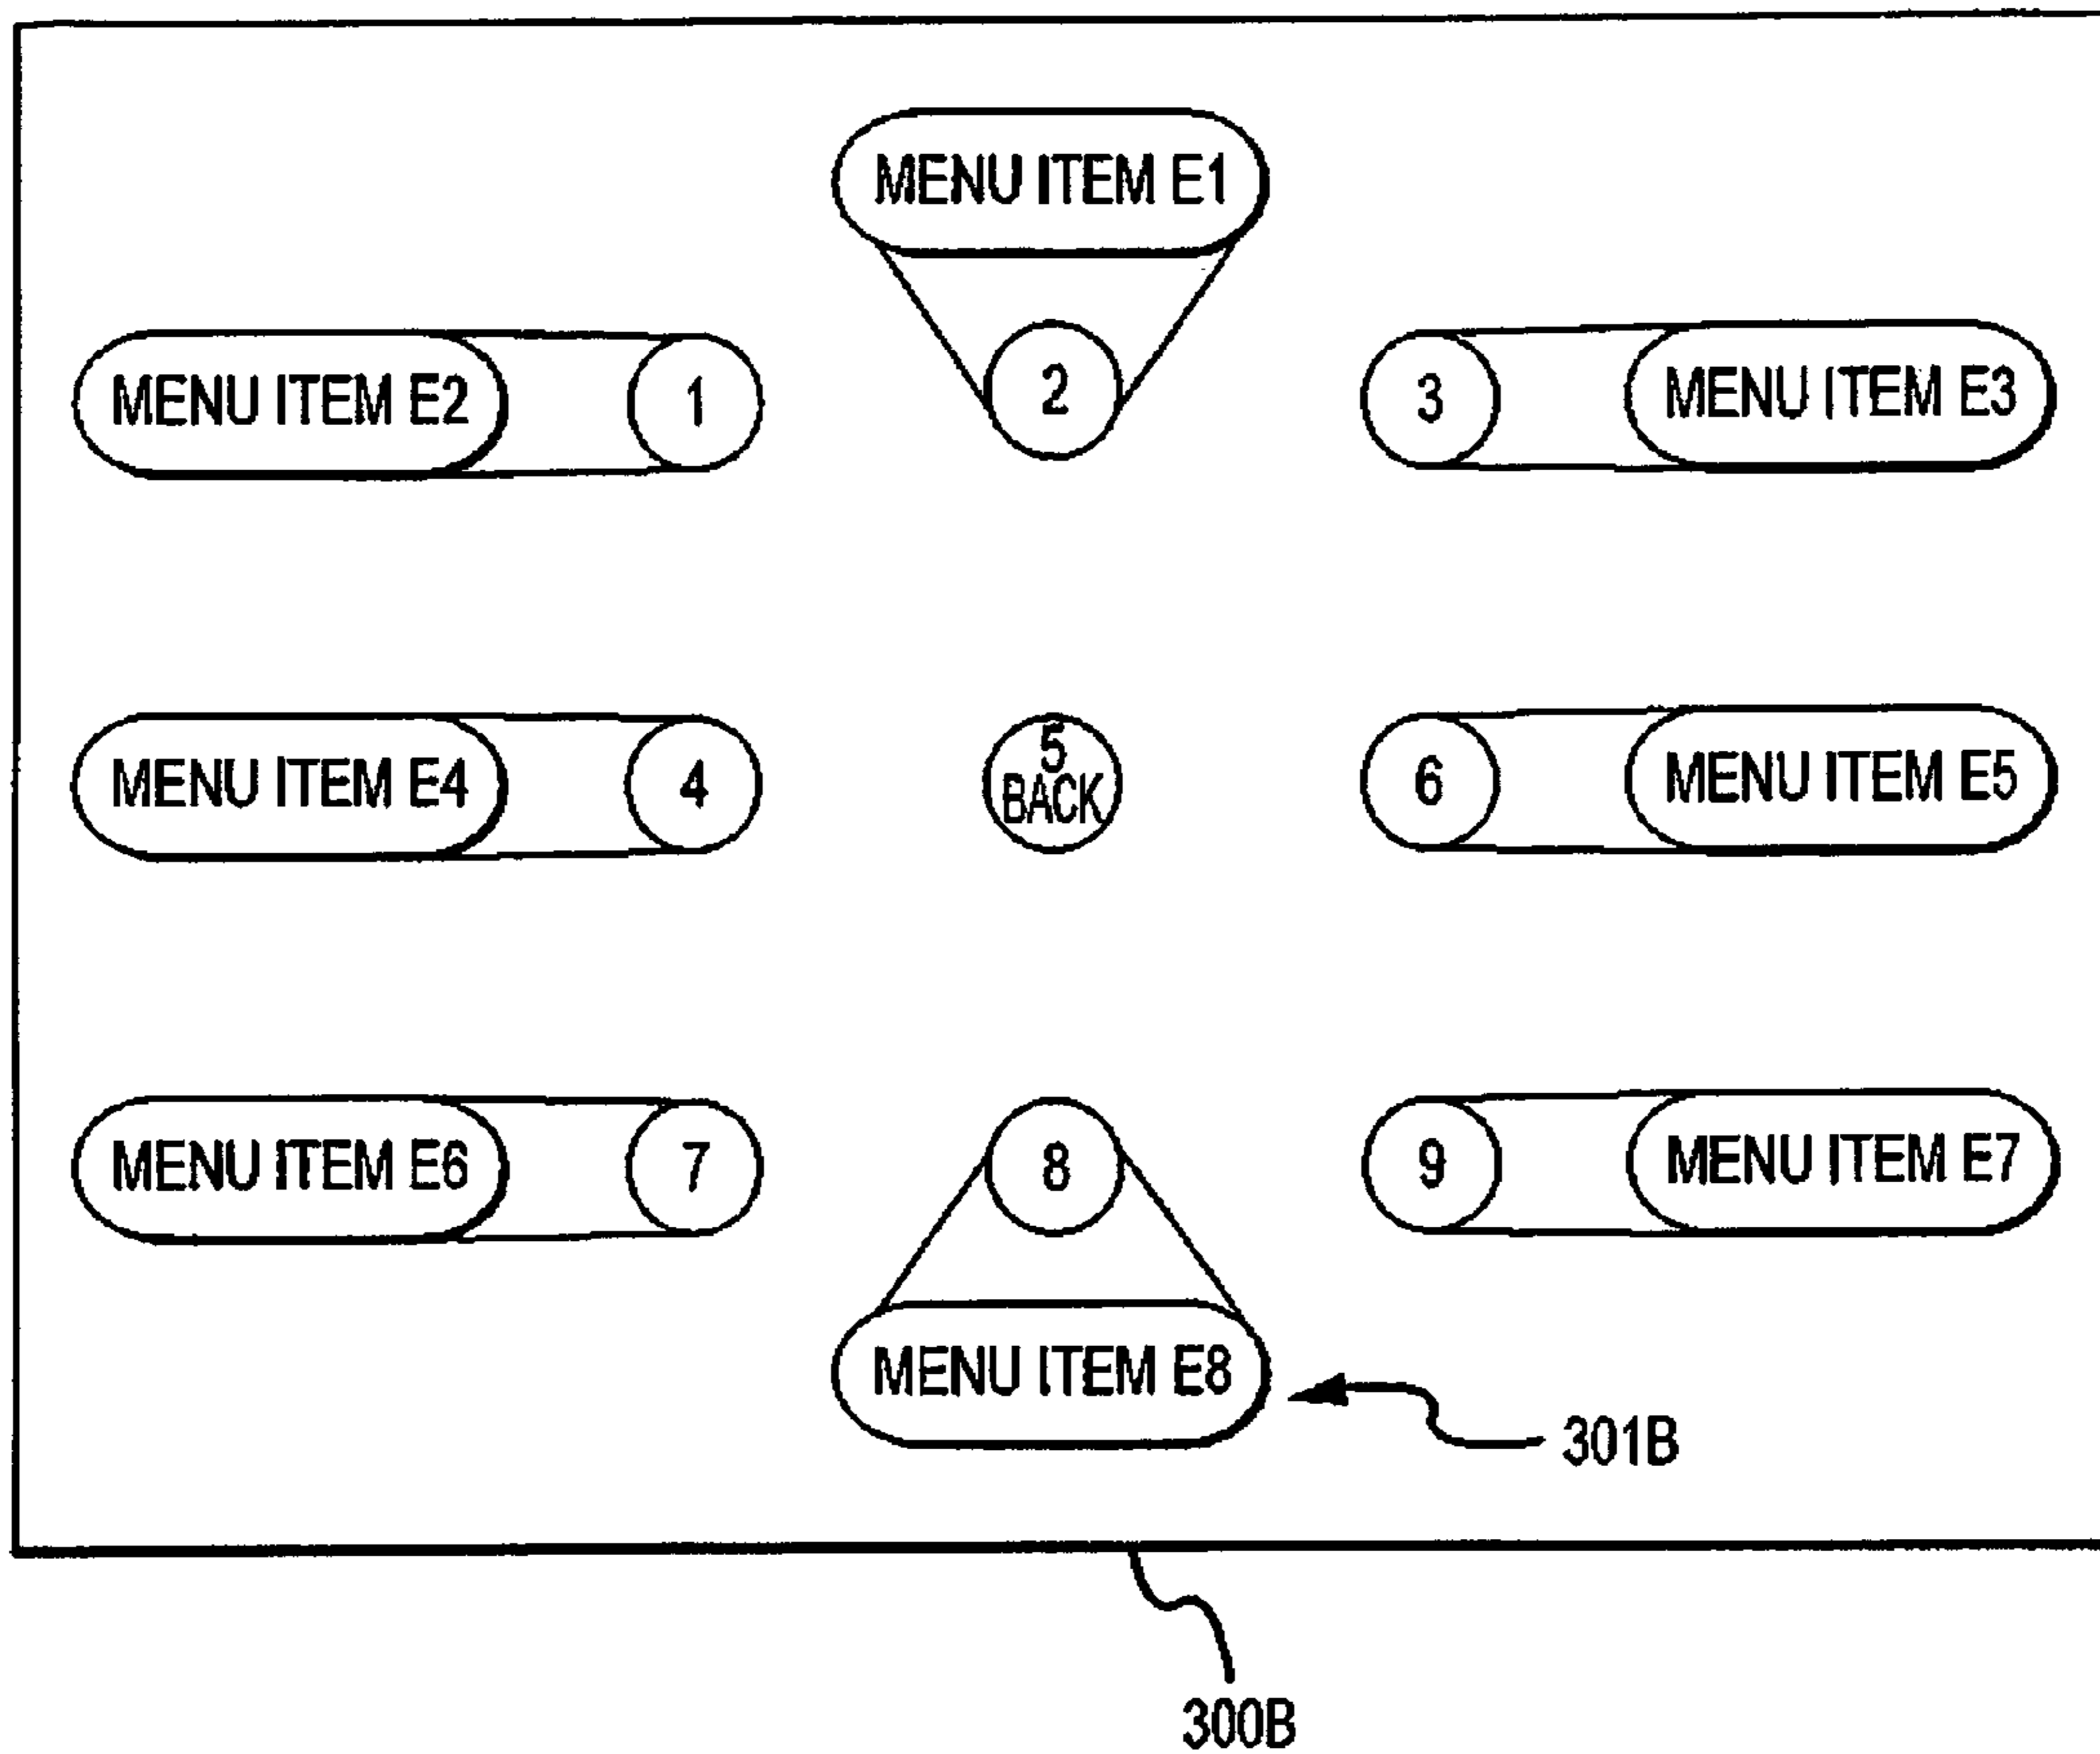 MENU ITEM E1
MENU ITEM E2
1
2
3
MENU ITEM E3
MENU ITEM E4
4
5
BACK
6
MENU ITEM E5
MENU ITEM E6
7
8
9
MENU ITEM E7
MENU ITEM E8
301B
300B